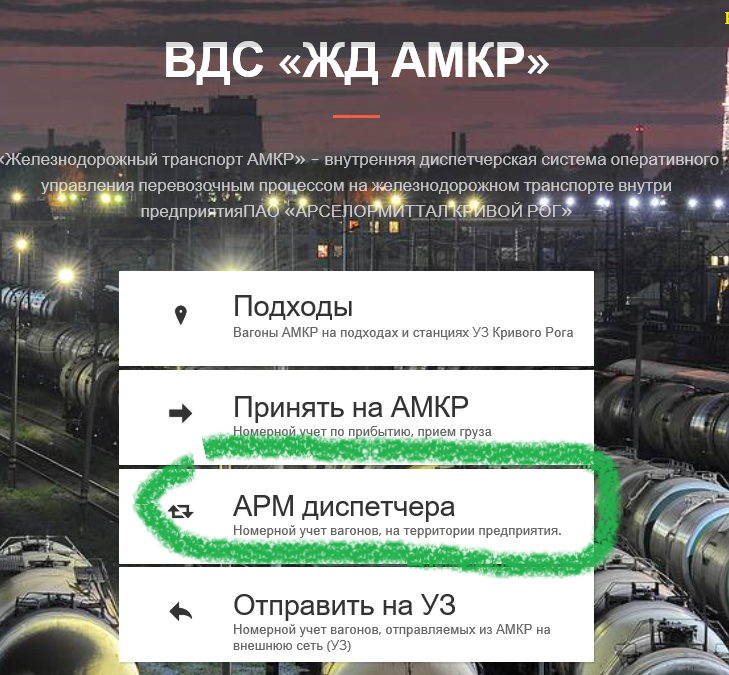 ВДС «ЖД АМКР»
«Железнодорожный транспорт АМКР» – внутренняя диспетчерская система оперативного
управления перевозочным процессом на железнодорожном транспорте внутри
предприятияПАО «АРСЕЛОРМИТТАЛ КРИВОЙ РОГ»
Подходы
Вагоны АМКР на подходах и станциях УЗ Кривого Рога
Принять на АМКР
Номерной учет по прибытию, прием груза
АРМ диспетчера
Номерной учет вагонов, на территории предприятия.
Отправить на УЗ
Номерной учет вагонов, отправляемых из АМКР на
внешнюю сеть (УЗ)